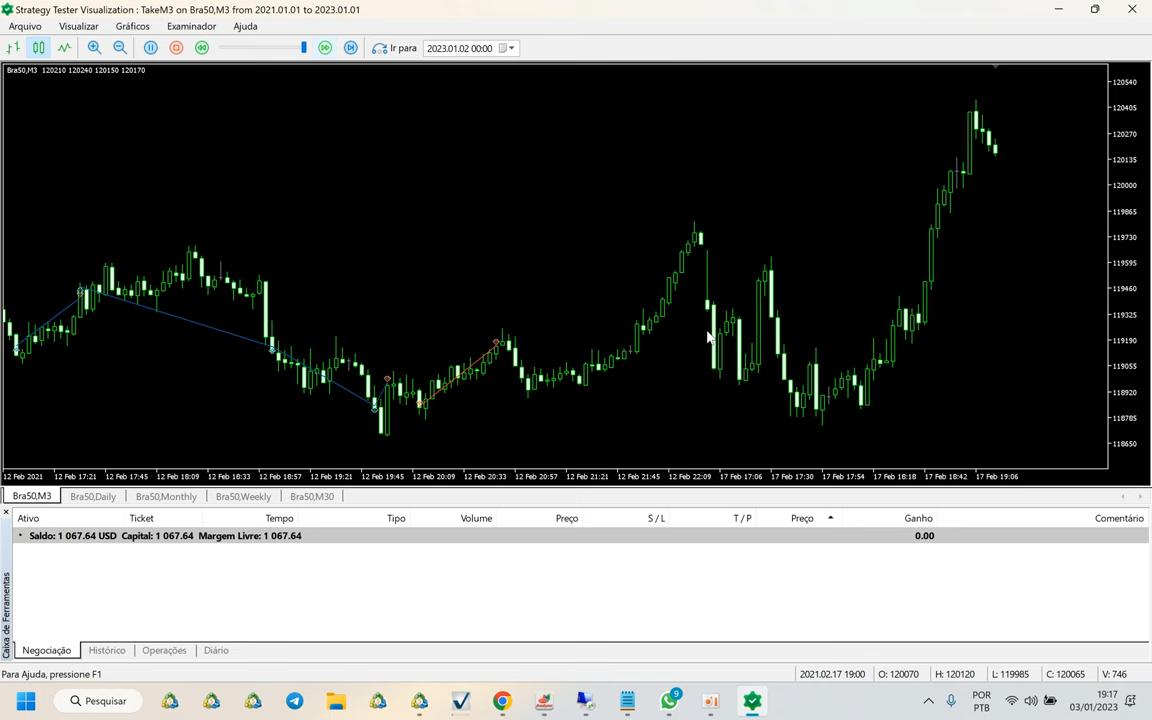 Strategy Tester Visualization : TakeM3 on Bra50,M3 from 2021.01.01 to 2023.01.01
Arquivo Visualizar Gráficos Examinador Ajuda
Ir para 2023.01.02 00:00
Bra50,M3 120210 120240 120150 120170
120540
120405
120270
120135
120000
119865
119730
119595
119460
119325
119190
119055
118920
118785
118650
12 Feb 2021 12 Feb 17:21 12 Feb 17:45 12 Feb 18:09 12 Feb 18:33 12 Feb 18:57 12 Feb 19:21 12 Feb 19:45 12 Feb 20:09 12 Feb 20:33 12 Feb 20:57 12 Feb 21:21 12 Feb 21:45 12 Feb 22:09 17 Feb 17:06 17 Feb 17:30 17 Feb 17:54 17 Feb 18:18 17 Feb 18:42 17 Feb 19:06
Bra50,M3 Bra50,Daily Bra50,Monthly Bra50,Weekly Bra50,M30
Ativo Ticket Tempo Tipo Volume Preço S / L T / P Preço Ganho Comentário
Saldo: 1 067.64 USD Capital: 1 067.64 Margem Livre: 1 067.64 0.00
Caixa de Ferramentas
Negociação Histórico Operações Diário
Para Ajuda, pressione F1 2021.02.17 19:00 O: 120070 H: 120120 L: 119985 C: 120065 V: 746
Pesquisar 9 POR PTB 19:17 03/01/2023